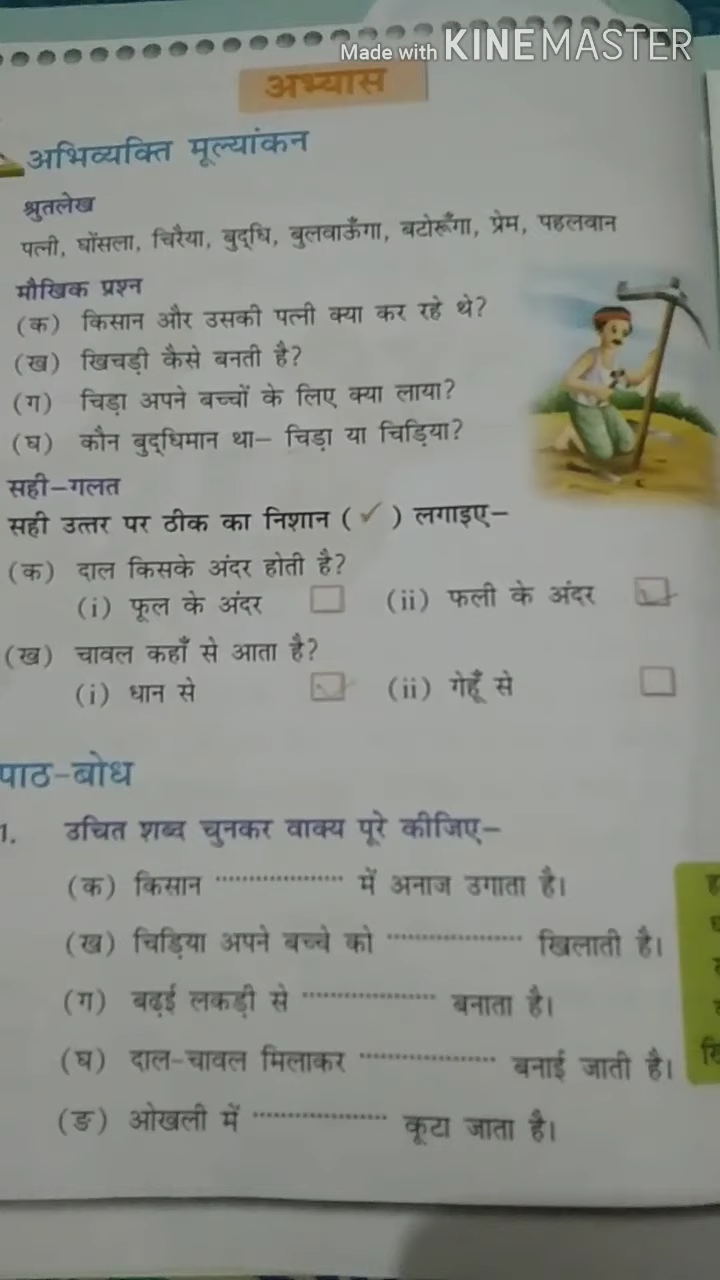 Made with KINEMASTER
अभ्यास
अभिव्यक्ति मूल्यांकन
श्रुतलेख
पत्नी, घोंसला, चिरैया, बुद्धि, बुलवाऊँगा, बटोरूँगा, प्रेम, पहलवान
मौखिक प्रश्न
(क) किसान और उसकी पत्नी क्या कर रहे थे?
(ख) खिचड़ी कैसे बनती है?
(ग) चिड़ा अपने बच्चों के लिए क्या लाया?
(घ) कौन बुद्धिमान था– चिड़ा या चिड़िया?
सही–गलत
सही उत्तर पर ठीक का निशान (✓) लगाइए–
(क) दाल किसके अंदर होती है?
(i) फूल के अंदर (ii) फली के अंदर
(ख) चावल कहाँ से आता है?
(i) धान से (ii) गेहूँ से
पाठ-बोध
1. उचित शब्द चुनकर वाक्य पूरे कीजिए–
(क) किसान .................. में अनाज उगाता है।
(ख) चिड़िया अपने बच्चे को .................. खिलाती है।
(ग) बढ़ई लकड़ी से .................. बनाता है।
(घ) दाल-चावल मिलाकर .................. बनाई जाती है।
(ङ) ओखली में .................. कूटा जाता है।